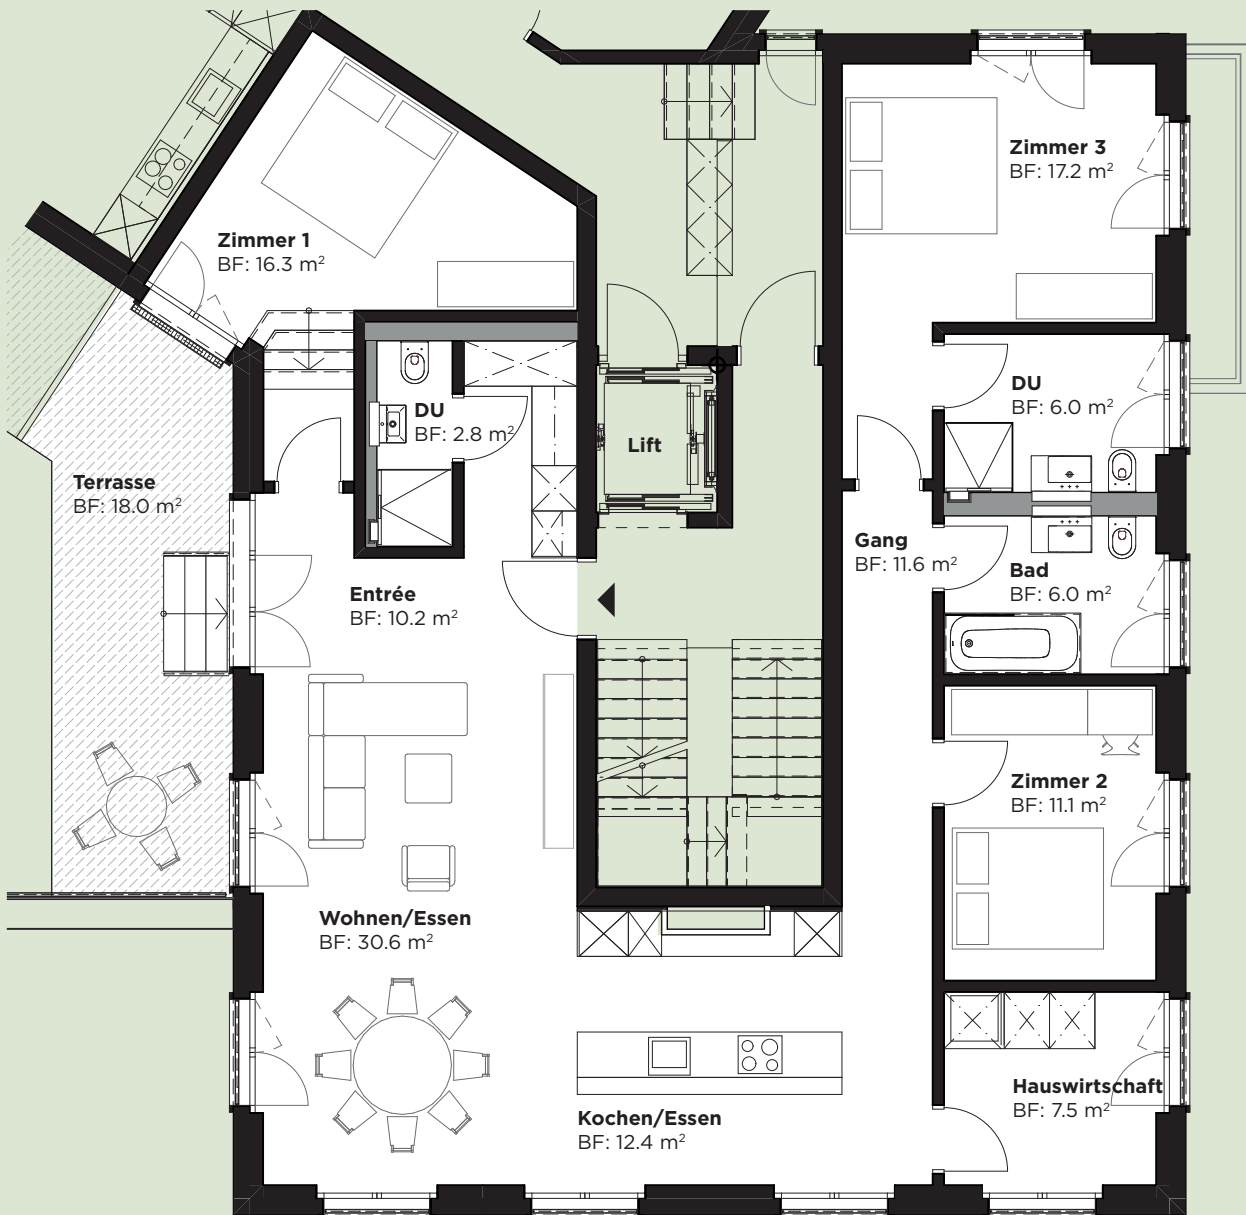 Zimmer 3
BF: 17.2 m²
Zimmer 1
BF: 16.3 m²
DU
BF: 6.0 m²
DU
BF: 2.8 m²
Lift
Terrasse
BF: 18.0 m²
Gang
BF: 11.6 m²
Bad
BF: 6.0 m²
Entrée
BF: 10.2 m²
Zimmer 2
BF: 11.1 m²
Wohnen/Essen
BF: 30.6 m²
Hauswirtschaft
BF: 7.5 m²
Kochen/Essen
BF: 12.4 m²